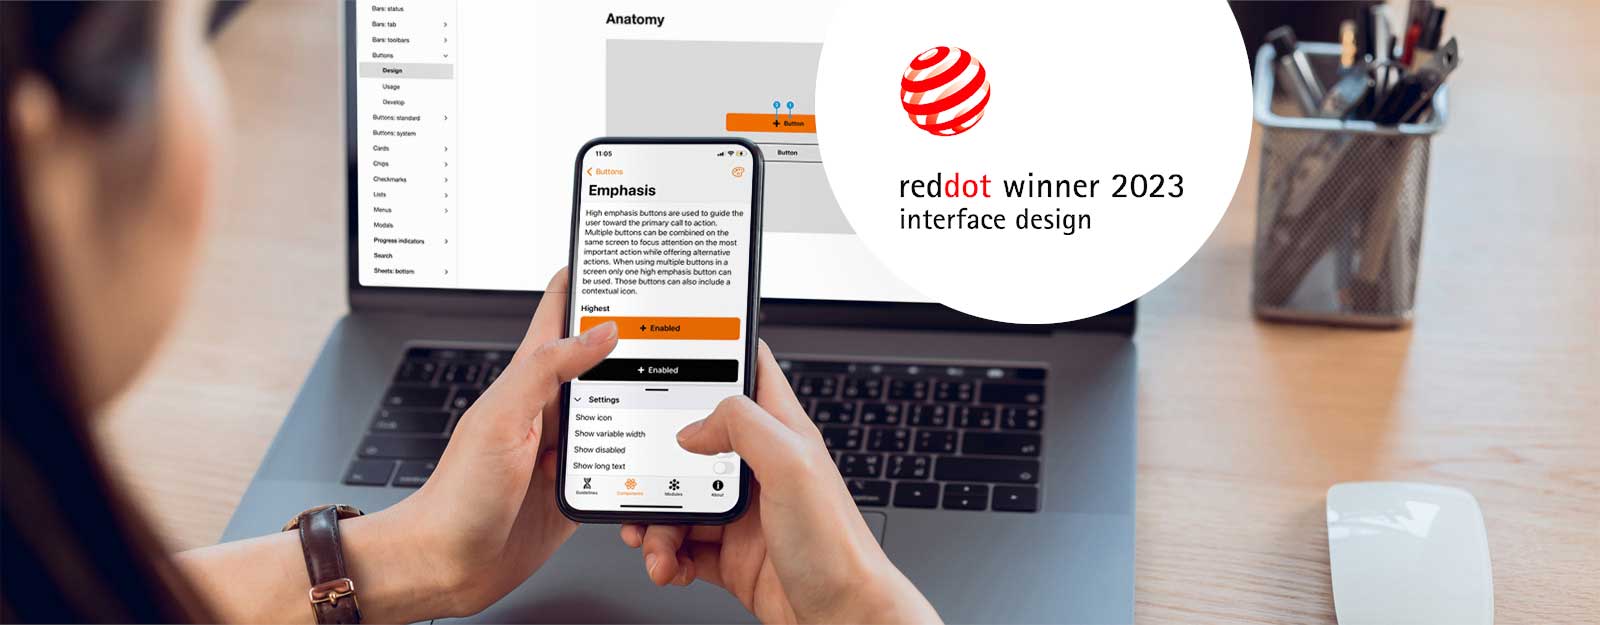 Bars: status
Bars: tab
Bars: toolbars
Buttons
Design
Usage
Develop
Buttons: standard
Buttons: system
Cards
Chips
Checkmarks
Lists
Menus
Modals
Progress indicators
Search
Sheets: bottom
Anatomy
+ Button
Button
11:05
Buttons
Emphasis
High emphasis buttons are used to guide the
user toward the primary call to action.
Multiple buttons can be combined on the
same screen to focus attention on the most
important action while offering alternative
actions. When using multiple buttons in a
screen only one high emphasis button can
be used. Those buttons can also include a
contextual icon.
Highest
+ Enabled
+ Enabled
Settings
Show icon
Show variable width
Show disabled
Show long text
Guidelines
Components
Modules
About
reddot winner 2023
interface design